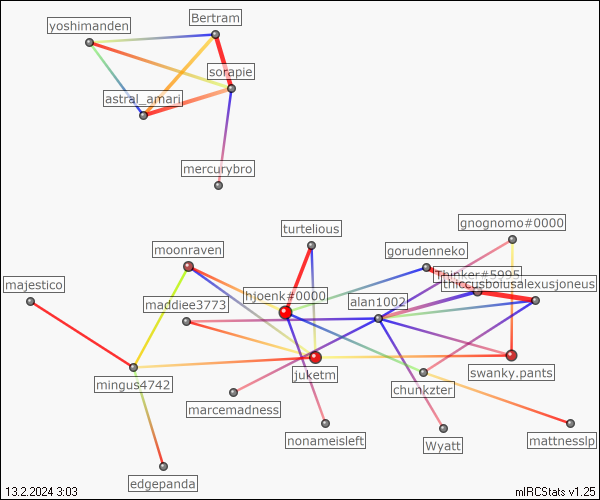 Bertram
yoshimanden
sorapie
astral_amari
mercurybro
gnognomo#0000
turtelious
moonraven
gorudenneko
Thinker#5995
majestico
thecousboiusalexusjoneus
hjoenk#0000
maddiee3773
alan1002
mingus4742
juketm
swanky.pants
chunkzter
marcemadness
nonameisleft
Wyatt
mattnesslp
edgepanda
13.2.2024 3:03
mIRCStats v1.25